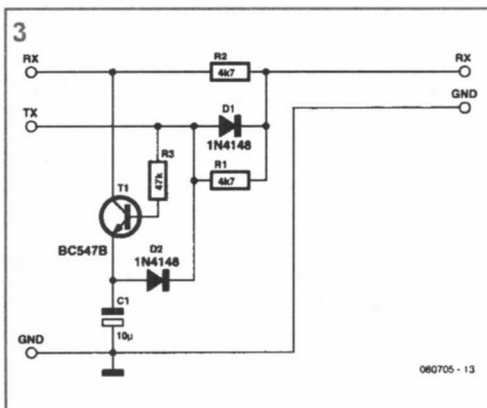 3
RX
R2
4k7
RX
GND
TX
D1
1N4148
R3
47k
R1
4k7
T1
BC547B
D2
1N4148
C1
10µ
GND
080705 - 13